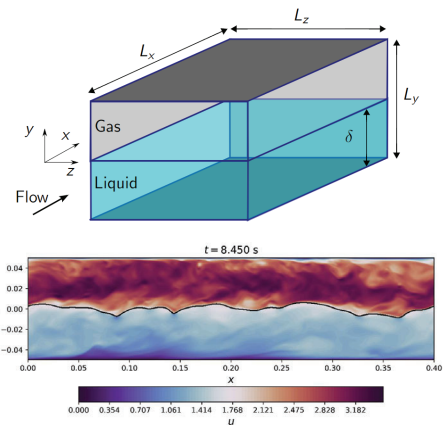 L_z
L_x
L_y
Gas
δ
y
x
z
Liquid
Flow
t = 8.450 s
0.04
0.02
0.00
−0.02
−0.04
0.00 0.05 0.10 0.15 0.20 0.25 0.30 0.35 0.40
x
0.000 0.354 0.707 1.061 1.414 1.768 2.121 2.475 2.828 3.182
u